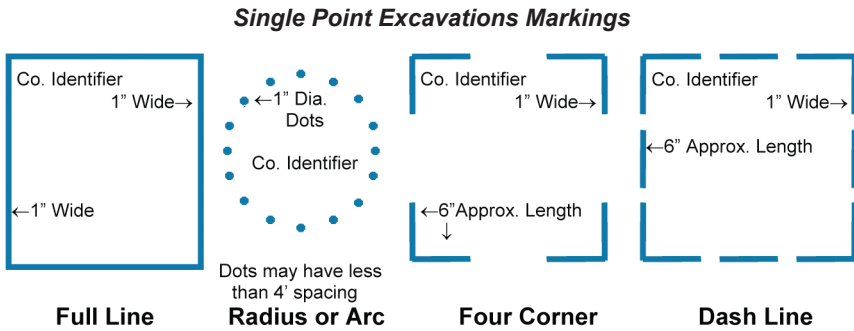 Single Point Excavations Markings
Co. Identifier
1” Wide→
←1” Wide
Full Line
←1” Dia.
Dots
Co. Identifier
Dots may have less
than 4’ spacing
Radius or Arc
Co. Identifier
1” Wide→
←6”Approx. Length
↓
Four Corner
Co. Identifier
1” Wide→
←6” Approx. Length
Dash Line